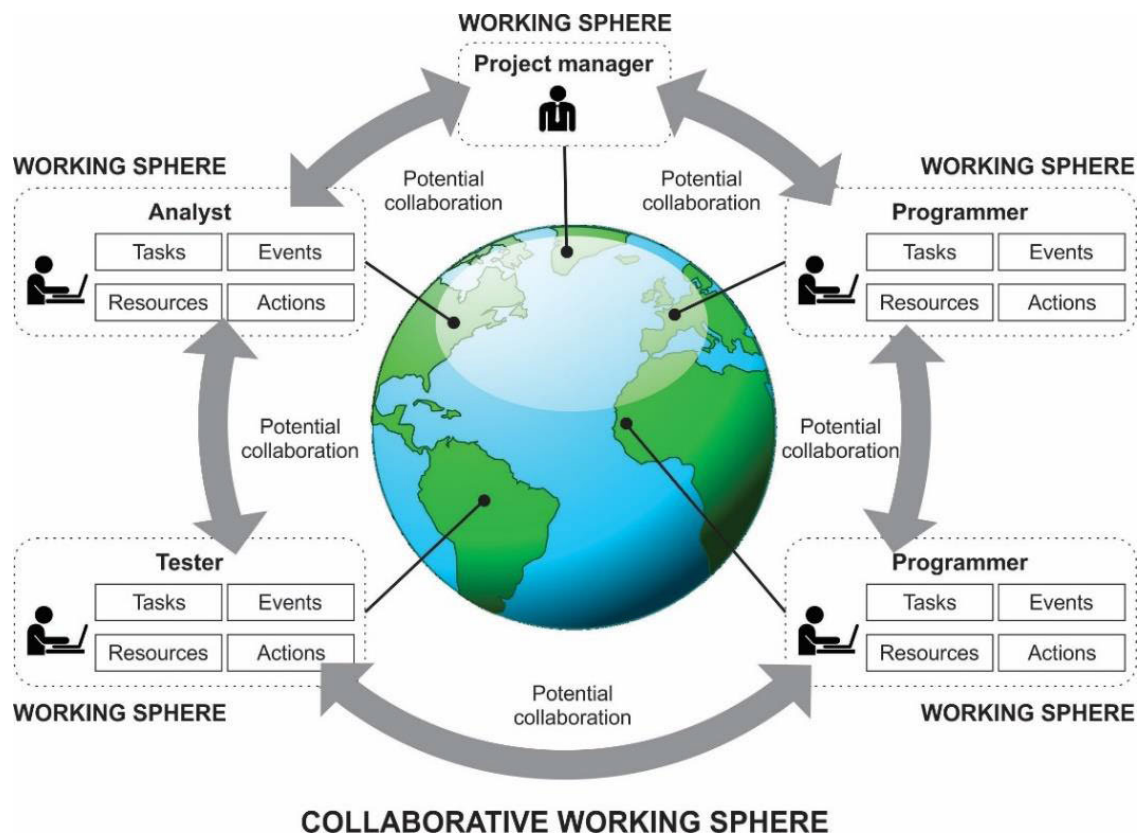 WORKING SPHERE
Project manager
WORKING SPHERE
Analyst
Tasks
Events
Resources
Actions
Potential
collaboration
Potential
collaboration
WORKING SPHERE
Programmer
Tasks
Events
Resources
Actions
Potential
collaboration
Potential
collaboration
Tester
Tasks
Events
Resources
Actions
WORKING SPHERE
Potential
collaboration
Programmer
Tasks
Events
Resources
Actions
WORKING SPHERE
COLLABORATIVE WORKING SPHERE